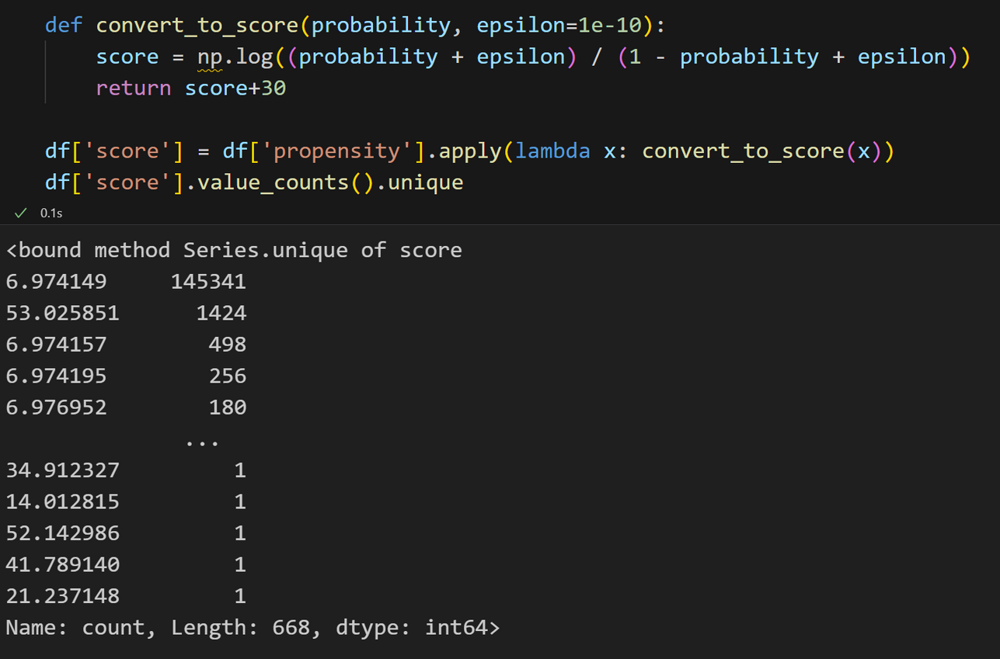 def convert_to_score(probability, epsilon=1e-10):
score = np.log((probability + epsilon) / (1 - probability + epsilon))
return score+30
df['score'] = df['propensity'].apply(lambda x: convert_to_score(x))
df['score'].value_counts().unique
✓ 0.1s
<bound method Series.unique of score
6.974149 145341
53.025851 1424
6.974157 498
6.974195 256
6.976952 180
...
34.912327 1
14.012815 1
52.142986 1
41.789140 1
21.237148 1
Name: count, Length: 668, dtype: int64>